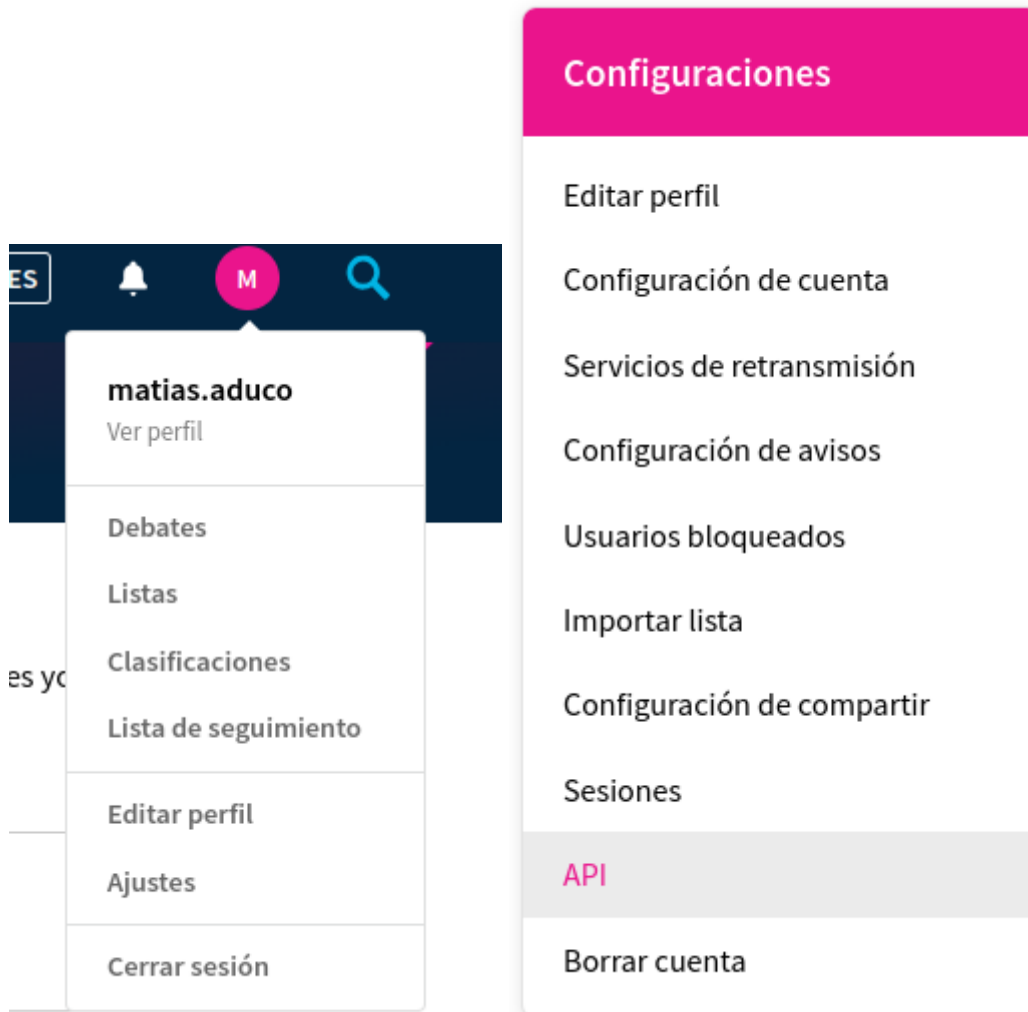 ES
M
matias.aduco
Ver perfil
Debates
Listas
Clasificaciones
es yo
Lista de seguimiento
Editar perfil
Ajustes
Cerrar sesión
Configuraciones
Editar perfil
Configuración de cuenta
Servicios de retransmisión
Configuración de avisos
Usuarios bloqueados
Importar lista
Configuración de compartir
Sesiones
API
Borrar cuenta